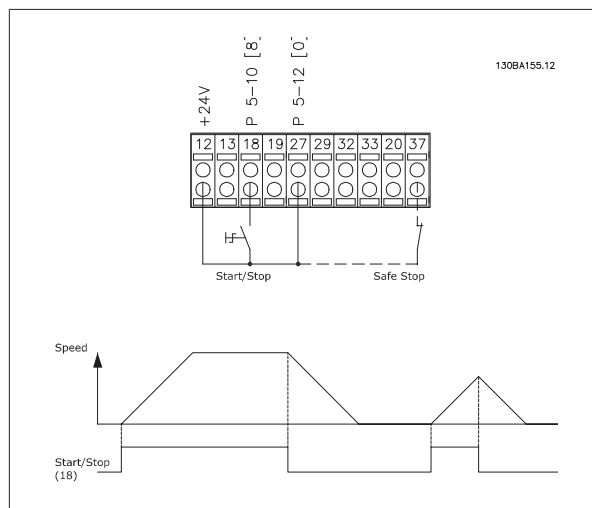 130BA155.12
+24V
P 5-10 [8]
P 5-12 [0]
12 13 18 19 27 29 32 33 20 37
Start/Stop
Safe Stop
Speed
Start/Stop
(18)